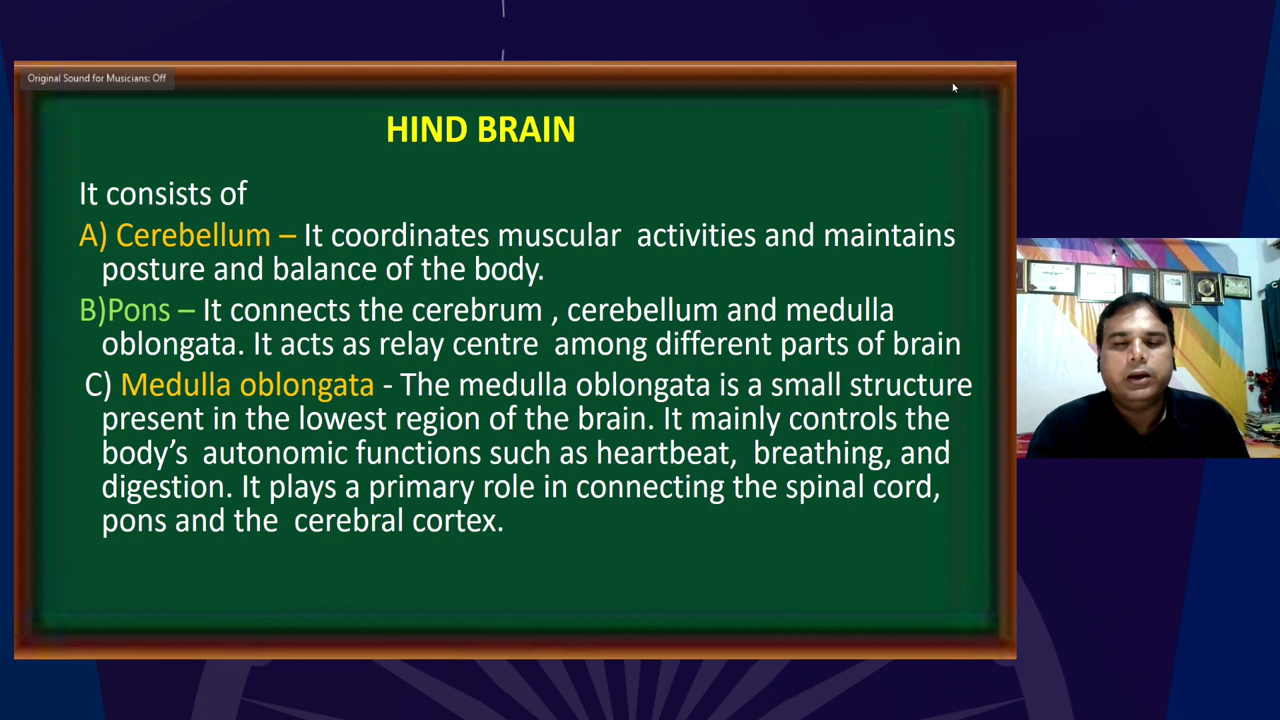 Original Sound for Musicians: Off
HIND BRAIN
It consists of
A) Cerebellum – It coordinates muscular activities and maintains
posture and balance of the body.
B)Pons – It connects the cerebrum , cerebellum and medulla
oblongata. It acts as relay centre among different parts of brain
C) Medulla oblongata - The medulla oblongata is a small structure
present in the lowest region of the brain. It mainly controls the
body’s autonomic functions such as heartbeat, breathing, and
digestion. It plays a primary role in connecting the spinal cord,
pons and the cerebral cortex.